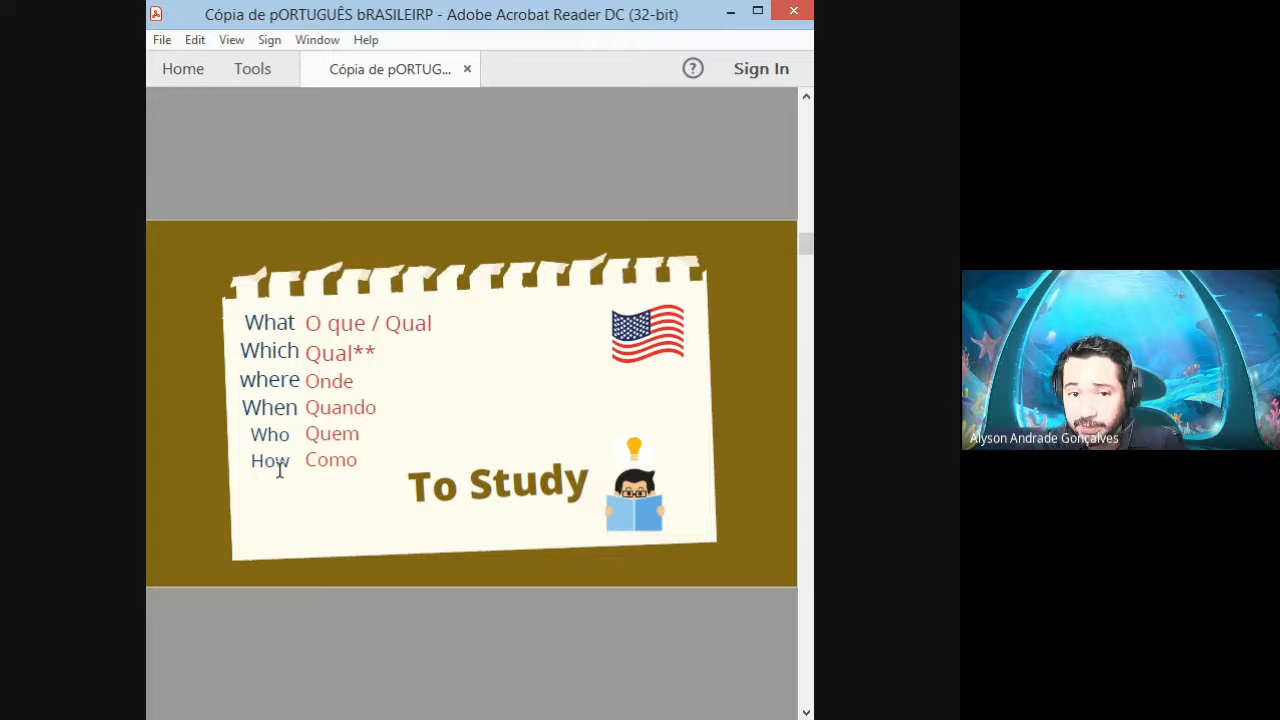 Cópia de pORTUGUÊS bRASILEIRP - Adobe Acrobat Reader DC (32-bit)
File Edit View Sign Window Help
Home Tools Cópia de pORTUG... × ? Sign In
What O que / Qual
Which Qual**
where Onde
When Quando
Who Quem
How Como
To Study
Alyson Andrade Gonçalves